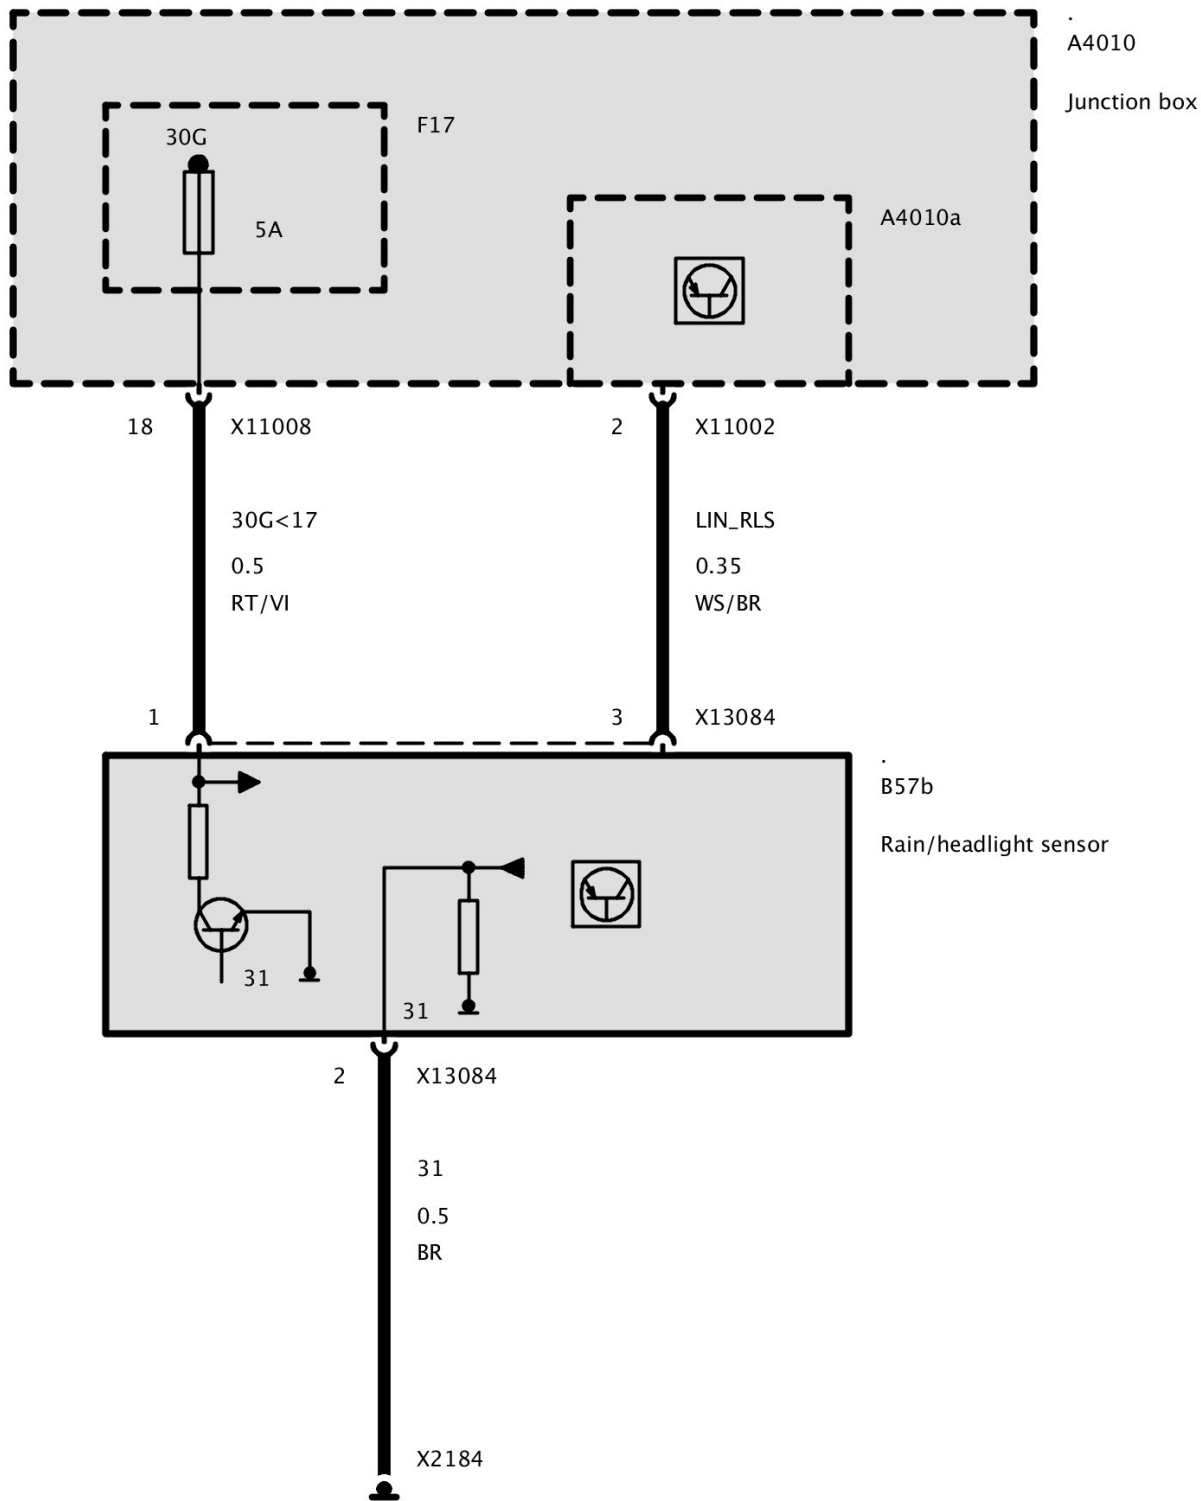 .
A4010
Junction box
F17
30G
5A
A4010a
18
X11008
2
X11002
30G<17
LIN_RLS
0.5
0.35
RT/VI
WS/BR
1
3
X13084
.
B57b
Rain/headlight sensor
31
31
2
X13084
31
0.5
BR
X2184